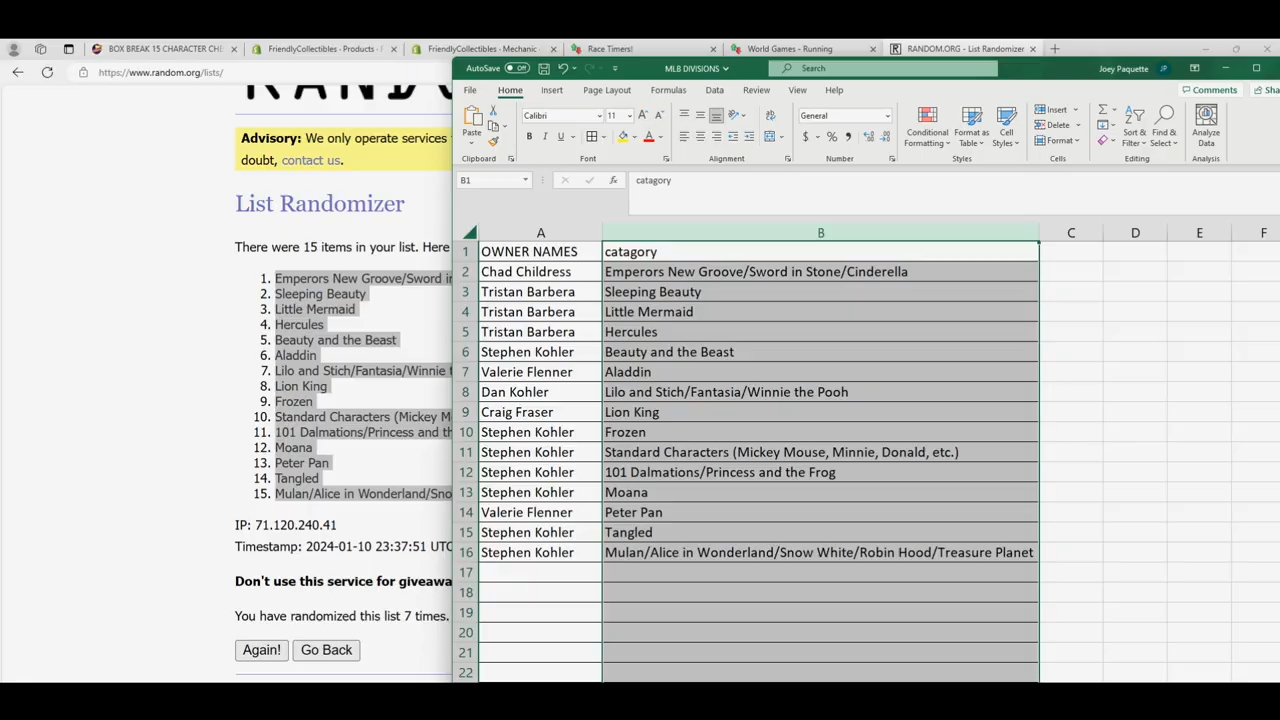 BOX BREAK 15 CHARACTER CHE
FriendlyCollectibles - Products - F
FriendlyCollectibles - Mechanic -
Race Timers!
World Games - Running
RANDOM.ORG - List Randomizer
https://www.random.org/lists/
Advisory: We only operate services
doubt, contact us.
List Randomizer
There were 15 items in your list. Here
1. Emperors New Groove/Sword in
2. Sleeping Beauty
3. Little Mermaid
4. Hercules
5. Beauty and the Beast
6. Aladdin
7. Lilo and Stich/Fantasia/Winnie t
8. Lion King
9. Frozen
10. Standard Characters (Mickey M
11. 101 Dalmations/Princess and th
12. Moana
13. Peter Pan
14. Tangled
15. Mulan/Alice in Wonderland/Sno
IP: 71.120.240.41
Timestamp: 2024-01-10 23:37:51 UTC
Don't use this service for giveawa
You have randomized this list 7 times.
Again! Go Back
AutoSave Off
MLB DIVISIONS
Search
Joey Paquette
JP
File Home Insert Page Layout Formulas Data Review View Help
Comments Sha
Paste
Clipboard
Calibri 11
B I U
Font
Alignment
General
$ % ,
Number
Conditional Formatting
Format as Table
Cell Styles
Styles
Insert
Delete
Format
Cells
Sort & Filter
Find & Select
Editing
Analyze Data
Analysis
B1 fx catagory
A B C D E F
1 OWNER NAMES catagory
2 Chad Childress Emperors New Groove/Sword in Stone/Cinderella
3 Tristan Barbera Sleeping Beauty
4 Tristan Barbera Little Mermaid
5 Tristan Barbera Hercules
6 Stephen Kohler Beauty and the Beast
7 Valerie Flenner Aladdin
8 Dan Kohler Lilo and Stich/Fantasia/Winnie the Pooh
9 Craig Fraser Lion King
10 Stephen Kohler Frozen
11 Stephen Kohler Standard Characters (Mickey Mouse, Minnie, Donald, etc.)
12 Stephen Kohler 101 Dalmations/Princess and the Frog
13 Stephen Kohler Moana
14 Valerie Flenner Peter Pan
15 Stephen Kohler Tangled
16 Stephen Kohler Mulan/Alice in Wonderland/Snow White/Robin Hood/Treasure Planet
17
18
19
20
21
22